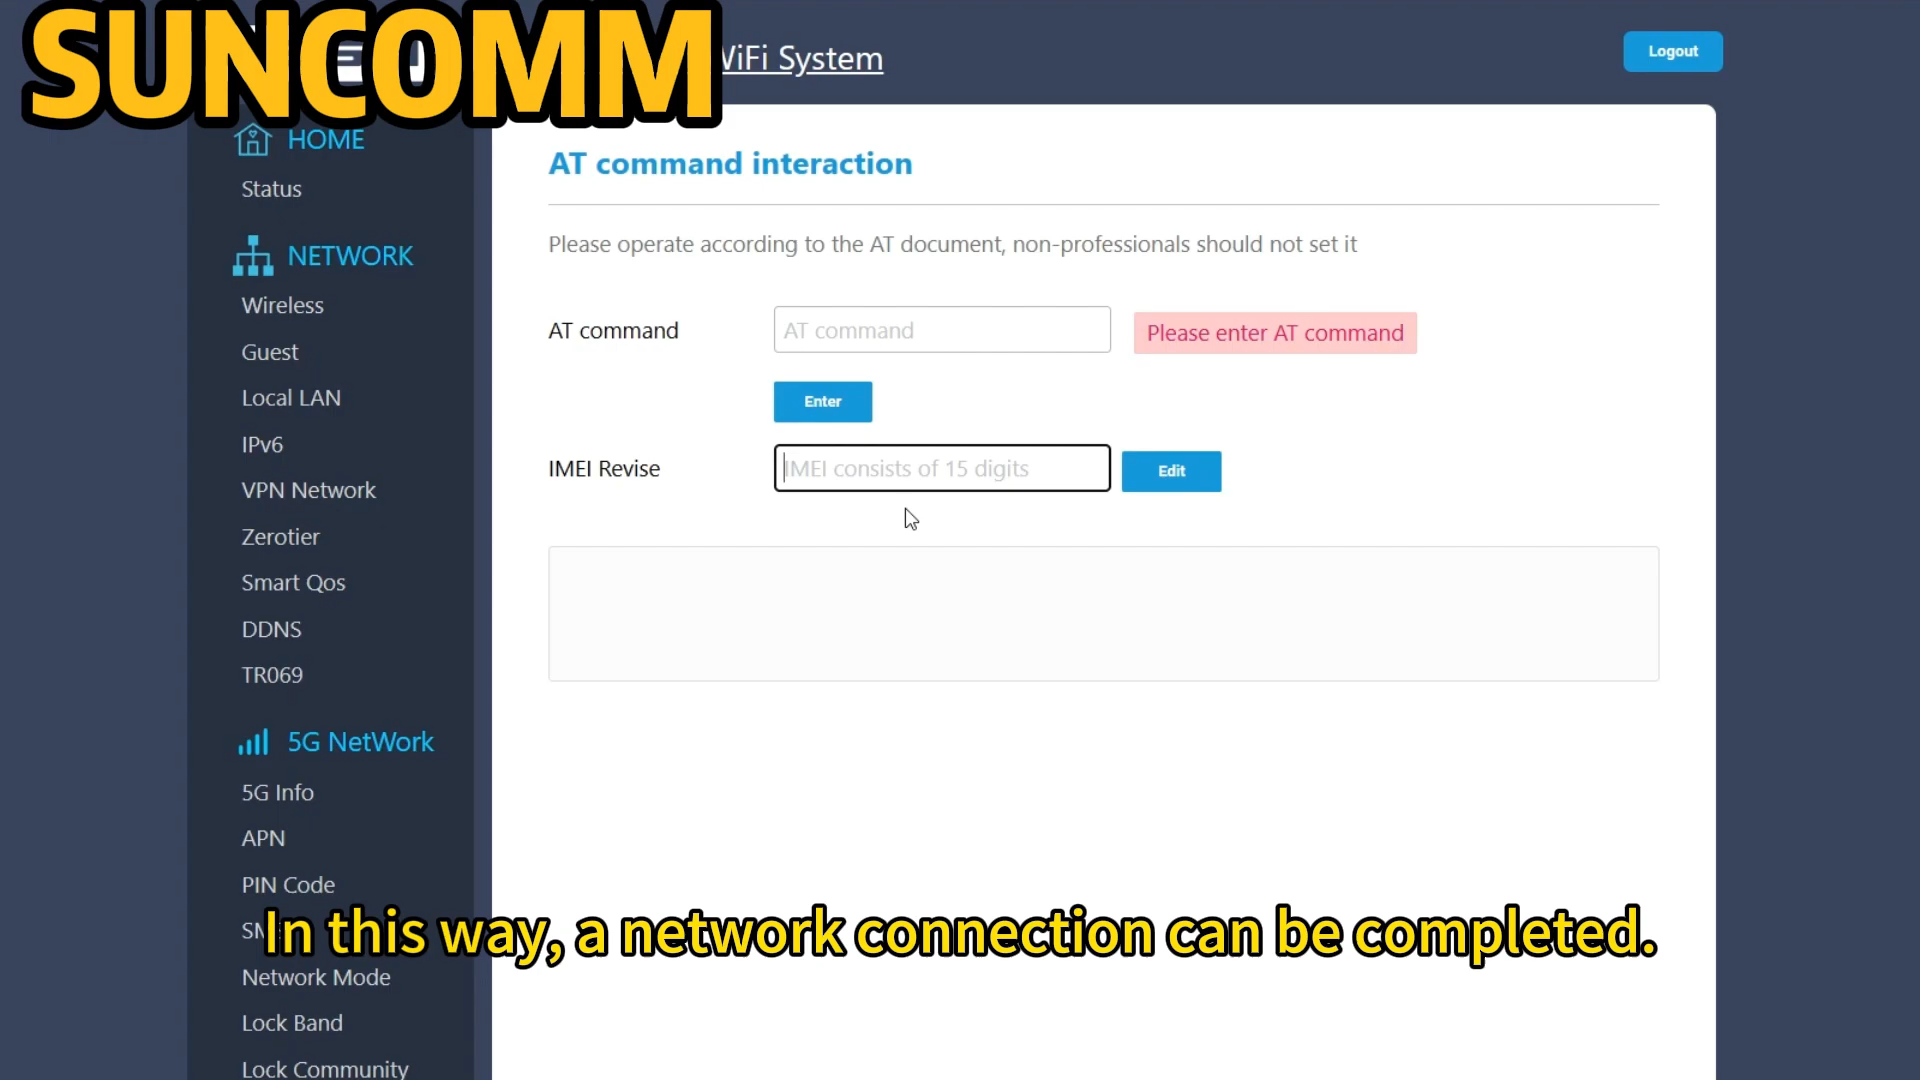 SUNCOMM
WiFi System
Logout
HOME
Status
NETWORK
Wireless
Guest
Local LAN
IPv6
VPN Network
Zerotier
Smart Qos
DDNS
TR069
5G NetWork
5G Info
APN
PIN Code
Network Mode
Lock Band
Lock Community
AT command interaction
Please operate according to the AT document, non-professionals should not set it
AT command
AT command
Please enter AT command
Enter
IMEI Revise
IMEI consists of 15 digits
Edit
In this way, a network connection can be completed.